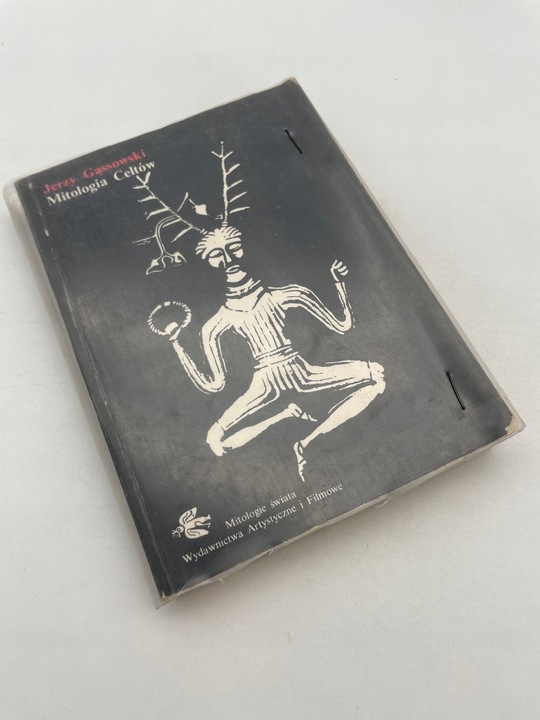 Jerzy Gąssowski
Mitologia Celtów
Mitologie świata
Wydawnictwa Artystyczne i Filmowe